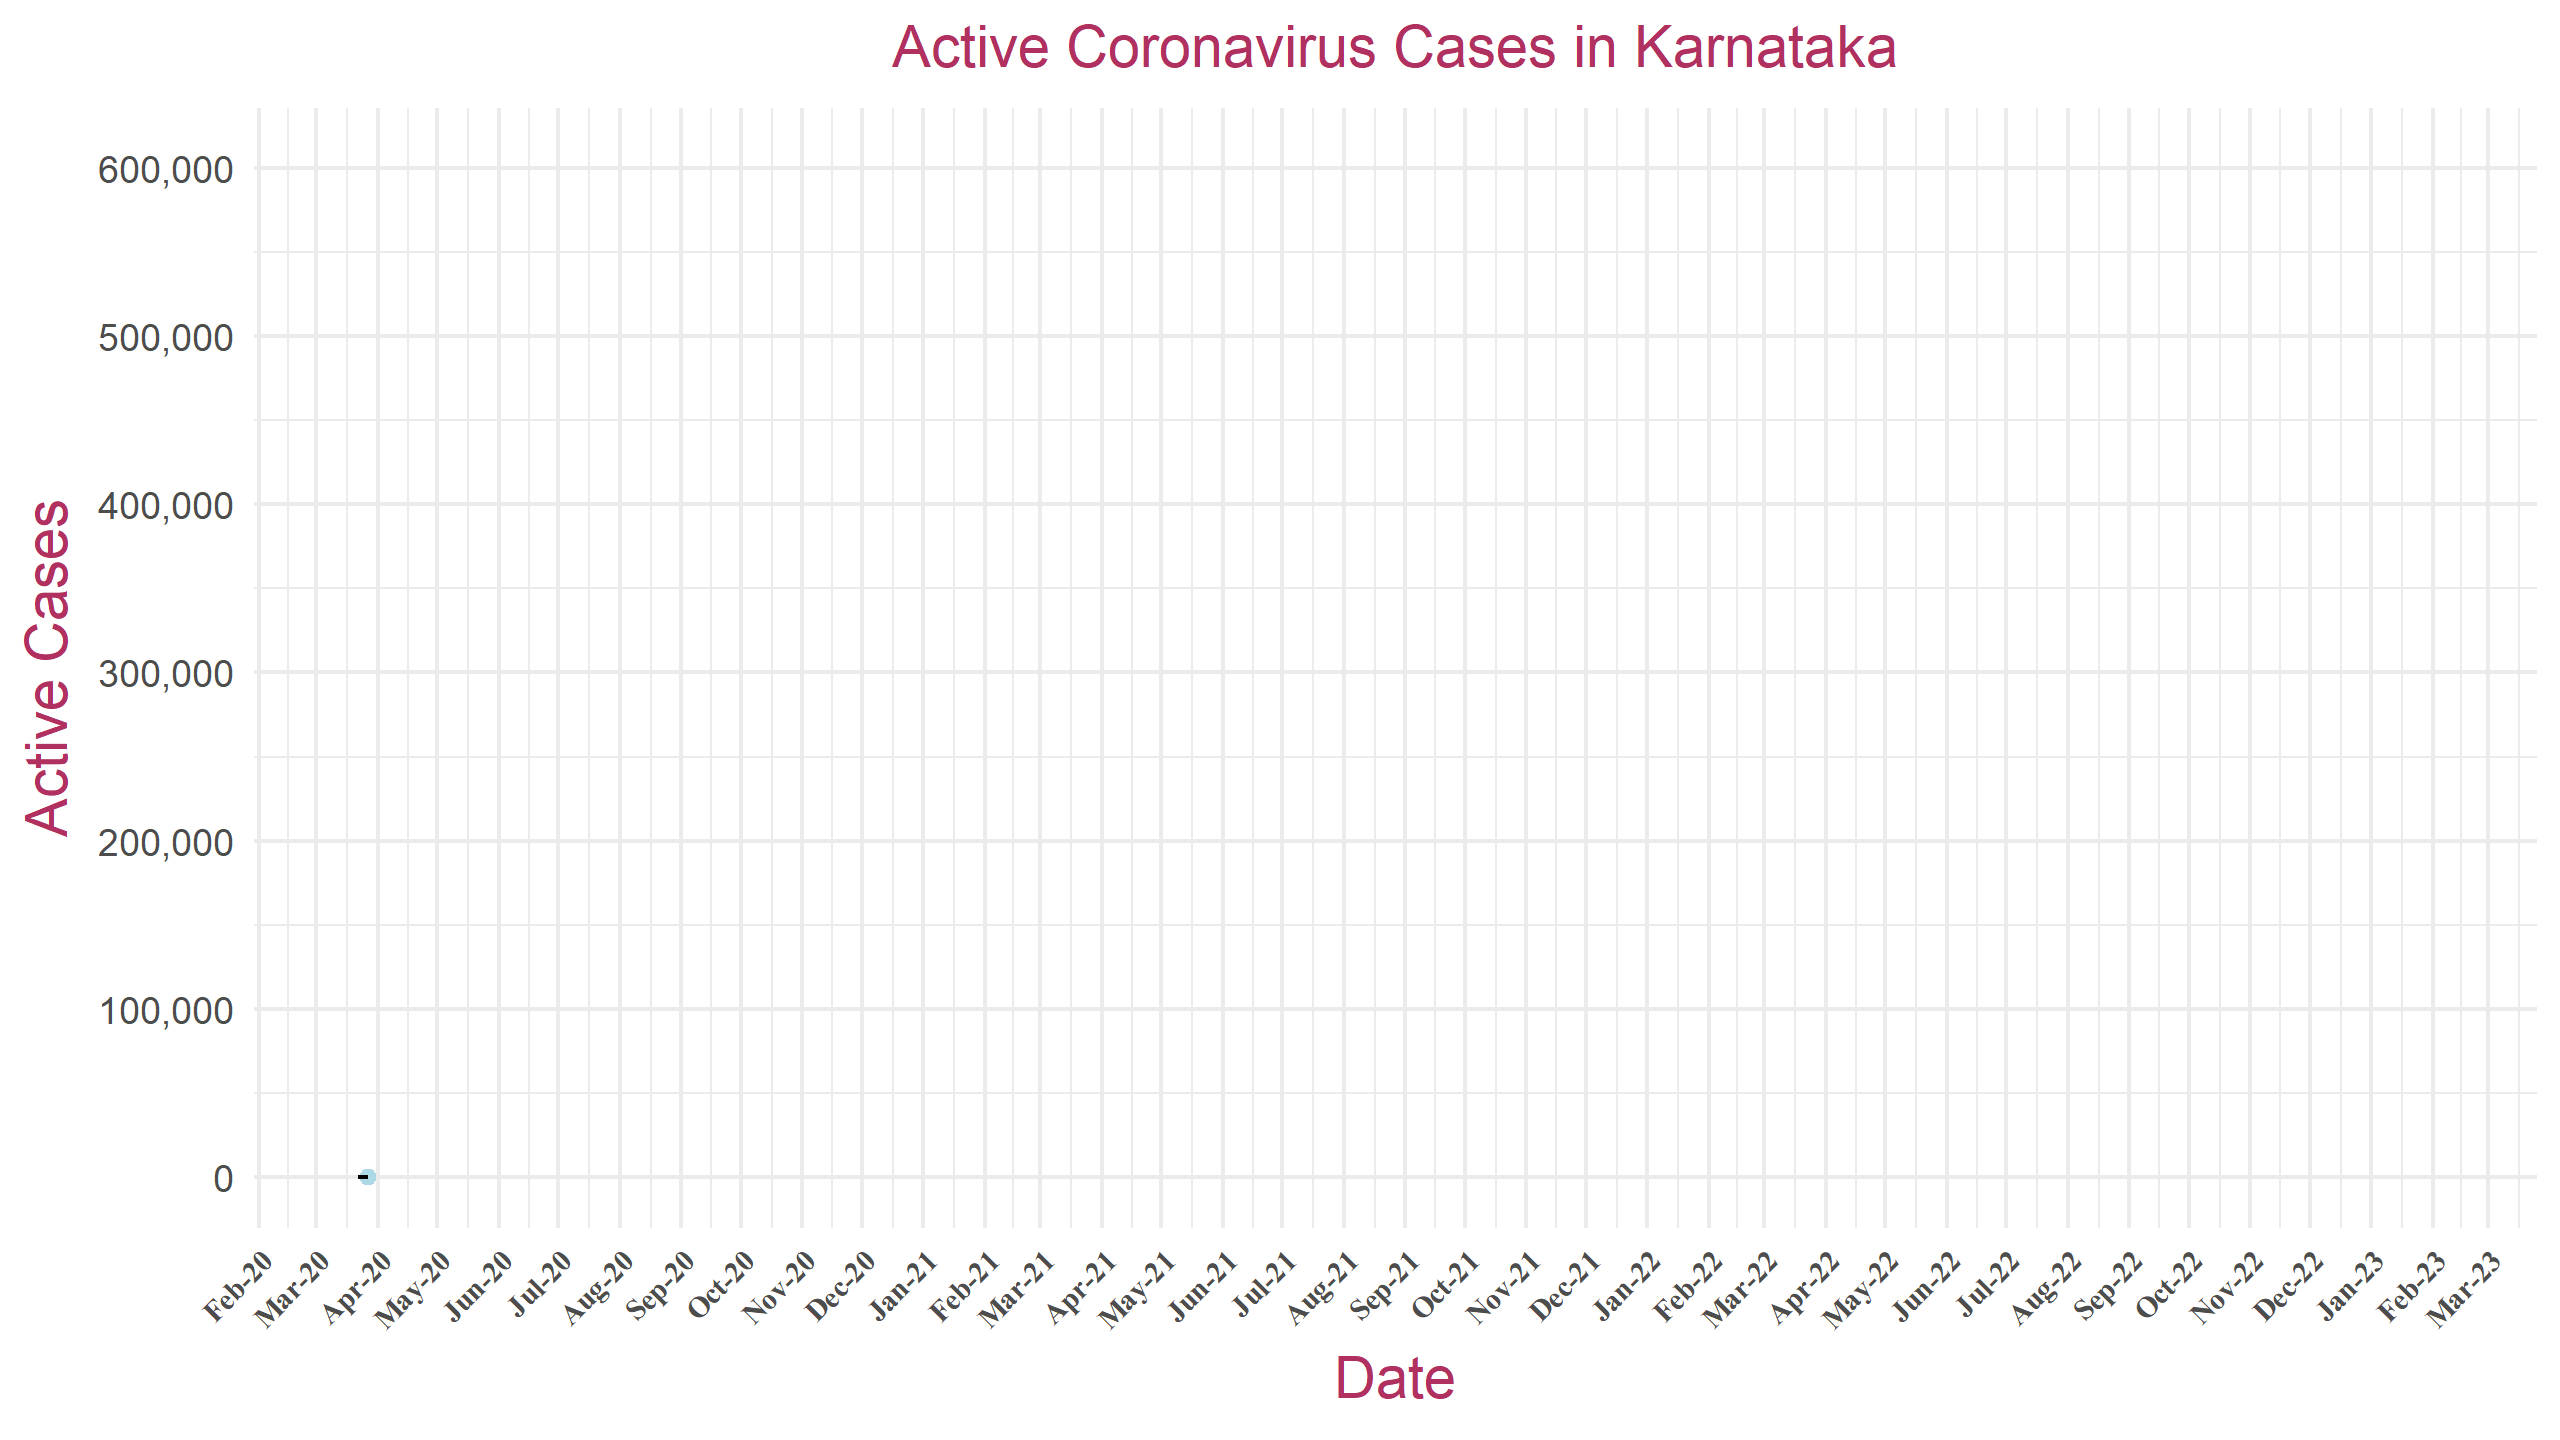 Active Coronavirus Cases in Karnataka
Active Cases
600,000
500,000
400,000
300,000
200,000
100,000
0
Feb-20 Mar-20 Apr-20 May-20 Jun-20 Jul-20 Aug-20 Sep-20 Oct-20 Nov-20 Dec-20 Jan-21 Feb-21 Mar-21 Apr-21 May-21 Jun-21 Jul-21 Aug-21 Sep-21 Oct-21 Nov-21 Dec-21 Jan-22 Feb-22 Mar-22 Apr-22 May-22 Jun-22 Jul-22 Aug-22 Sep-22 Oct-22 Nov-22 Dec-22 Jan-23 Feb-23 Mar-23
Date